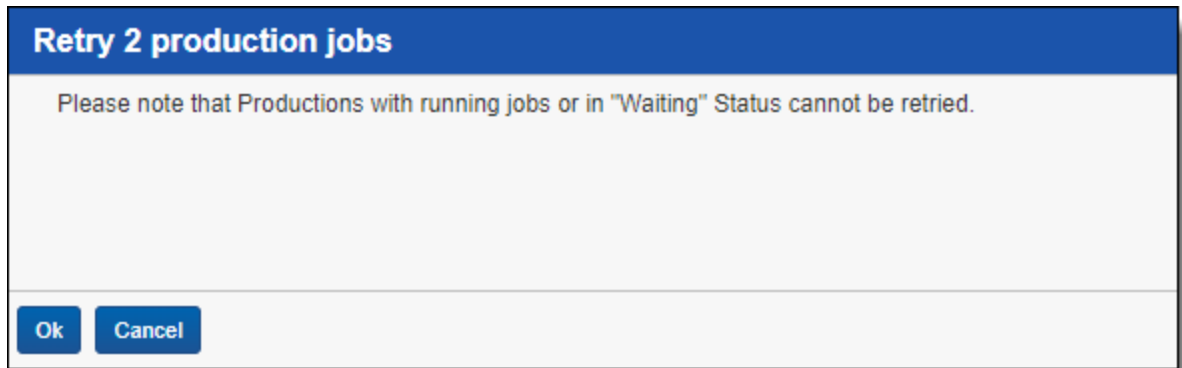 Retry 2 production jobs
Please note that Productions with running jobs or in "Waiting" Status cannot be retried.
Ok
Cancel